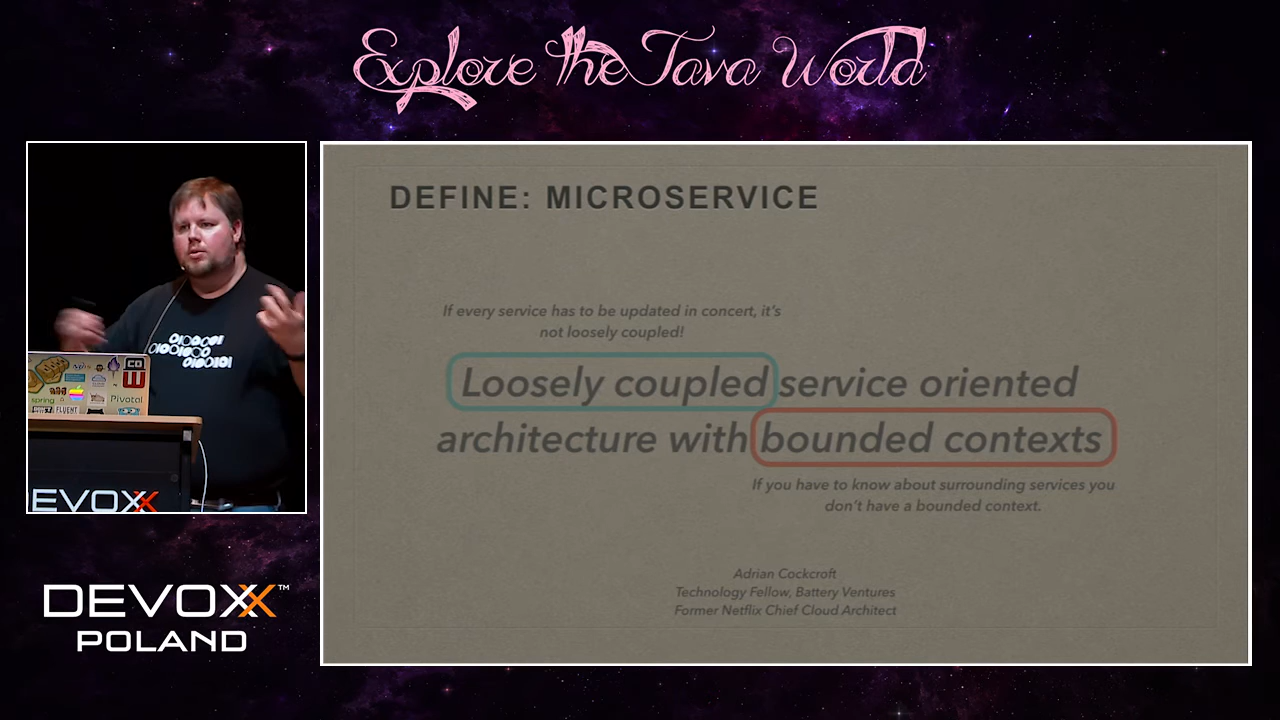 Explore the Java World
DEFINE: MICROSERVICE
If every service has to be updated in concert, it's
not loosely coupled!
Loosely coupled service oriented
architecture with bounded contexts
If you have to know about surrounding services you
don't have a bounded context.
Adrian Cockcroft
Technology Fellow, Battery Ventures
Former Netflix Chief Cloud Architect
spring
Pivotal
FLUENT
DEVOXX
DEVOXX™
POLAND